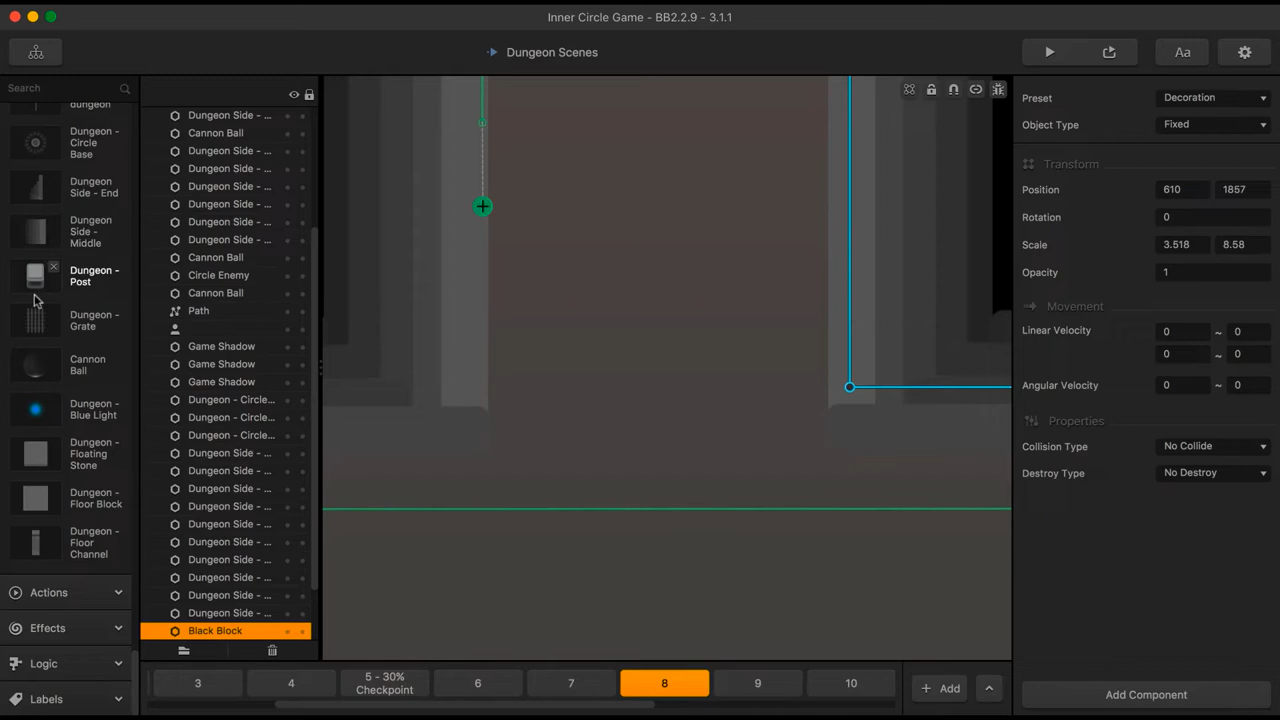 Inner Circle Game - BB2.2.9 - 3.1.1
Dungeon Scenes
Aa
Search
dungeon
Dungeon -
Circle
Base
Dungeon
Side - End
Dungeon
Side -
Middle
Dungeon -
Post
Dungeon -
Grate
Cannon
Ball
Dungeon -
Blue Light
Dungeon -
Floating
Stone
Dungeon -
Floor Block
Dungeon -
Floor
Channel
Actions
Effects
Logic
Labels
Dungeon Side - ...
Cannon Ball
Dungeon Side - ...
Dungeon Side - ...
Dungeon Side - ...
Dungeon Side - ...
Dungeon Side - ...
Dungeon Side - ...
Cannon Ball
Circle Enemy
Cannon Ball
Path
Game Shadow
Game Shadow
Game Shadow
Dungeon - Circle...
Dungeon - Circle...
Dungeon - Circle...
Dungeon Side - ...
Dungeon Side - ...
Dungeon Side - ...
Dungeon Side - ...
Dungeon Side - ...
Dungeon Side - ...
Dungeon Side - ...
Dungeon Side - ...
Dungeon Side - ...
Dungeon Side - ...
Black Block
3
4
5 - 30%
Checkpoint
6
7
8
9
10
+ Add
Preset
Decoration
Object Type
Fixed
Transform
Position
610
1857
Rotation
0
Scale
3.518
8.58
Opacity
1
Movement
Linear Velocity
0 ~ 0
0 ~ 0
Angular Velocity
0 ~ 0
Properties
Collision Type
No Collide
Destroy Type
No Destroy
Add Component